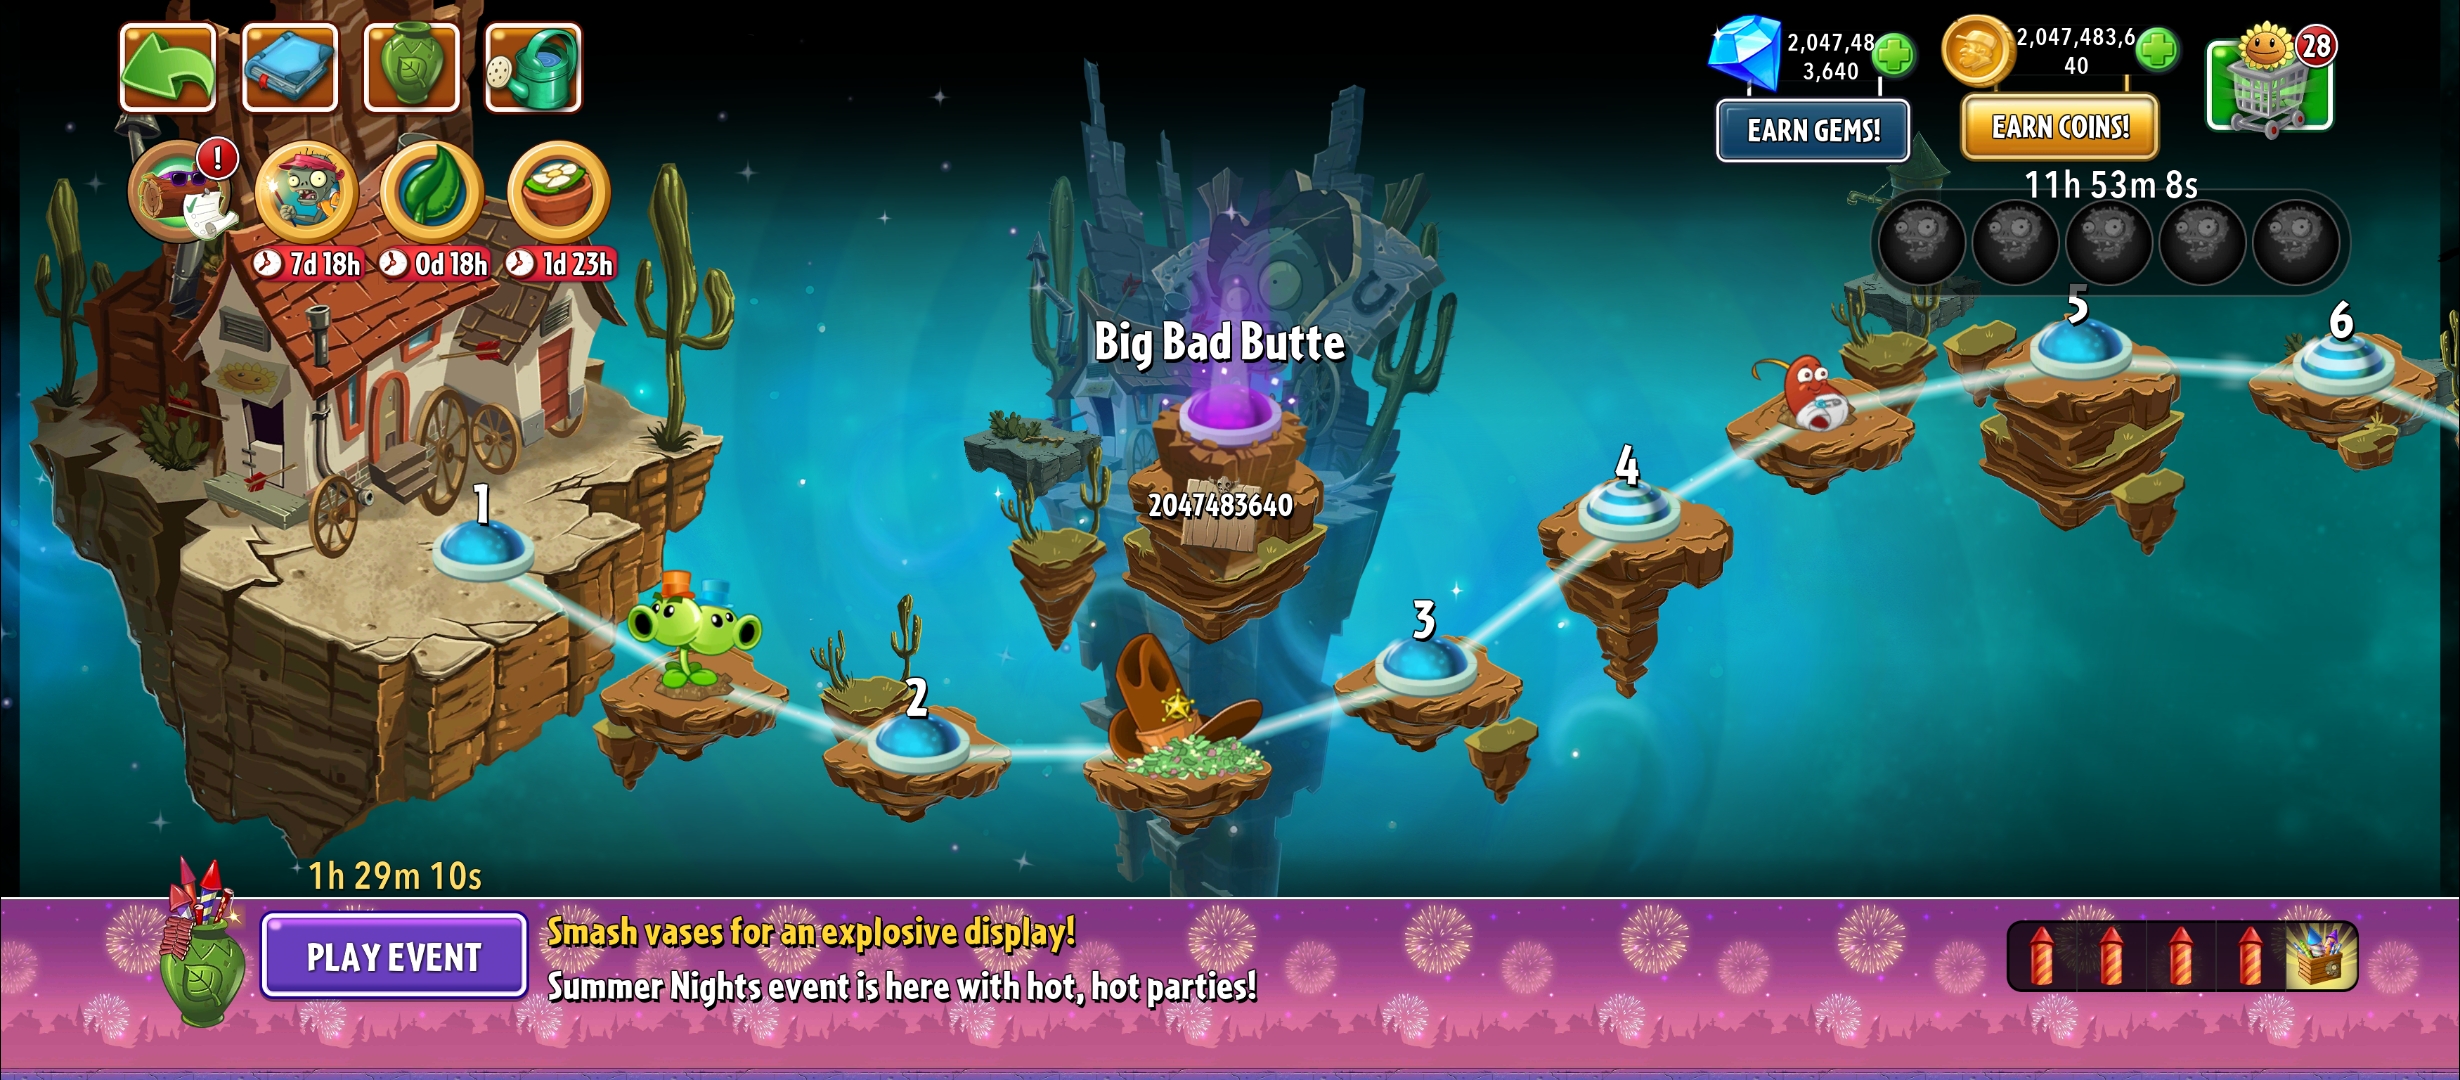 2,047,48
3,640
2,047,483,6
40
28
EARN GEMS!
EARN COINS!
!
11h 53m 8s
7d 18h
0d 18h
1d 23h
5
6
Big Bad Butte
4
1
2047483640
3
2
1h 29m 10s
PLAY EVENT
Smash vases for an explosive display!
Summer Nights event is here with hot, hot parties!